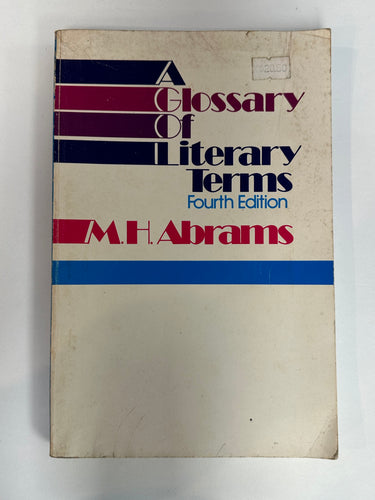 A
Glossary
Of
Literary
Terms
Fourth Edition
M.H. Abrams